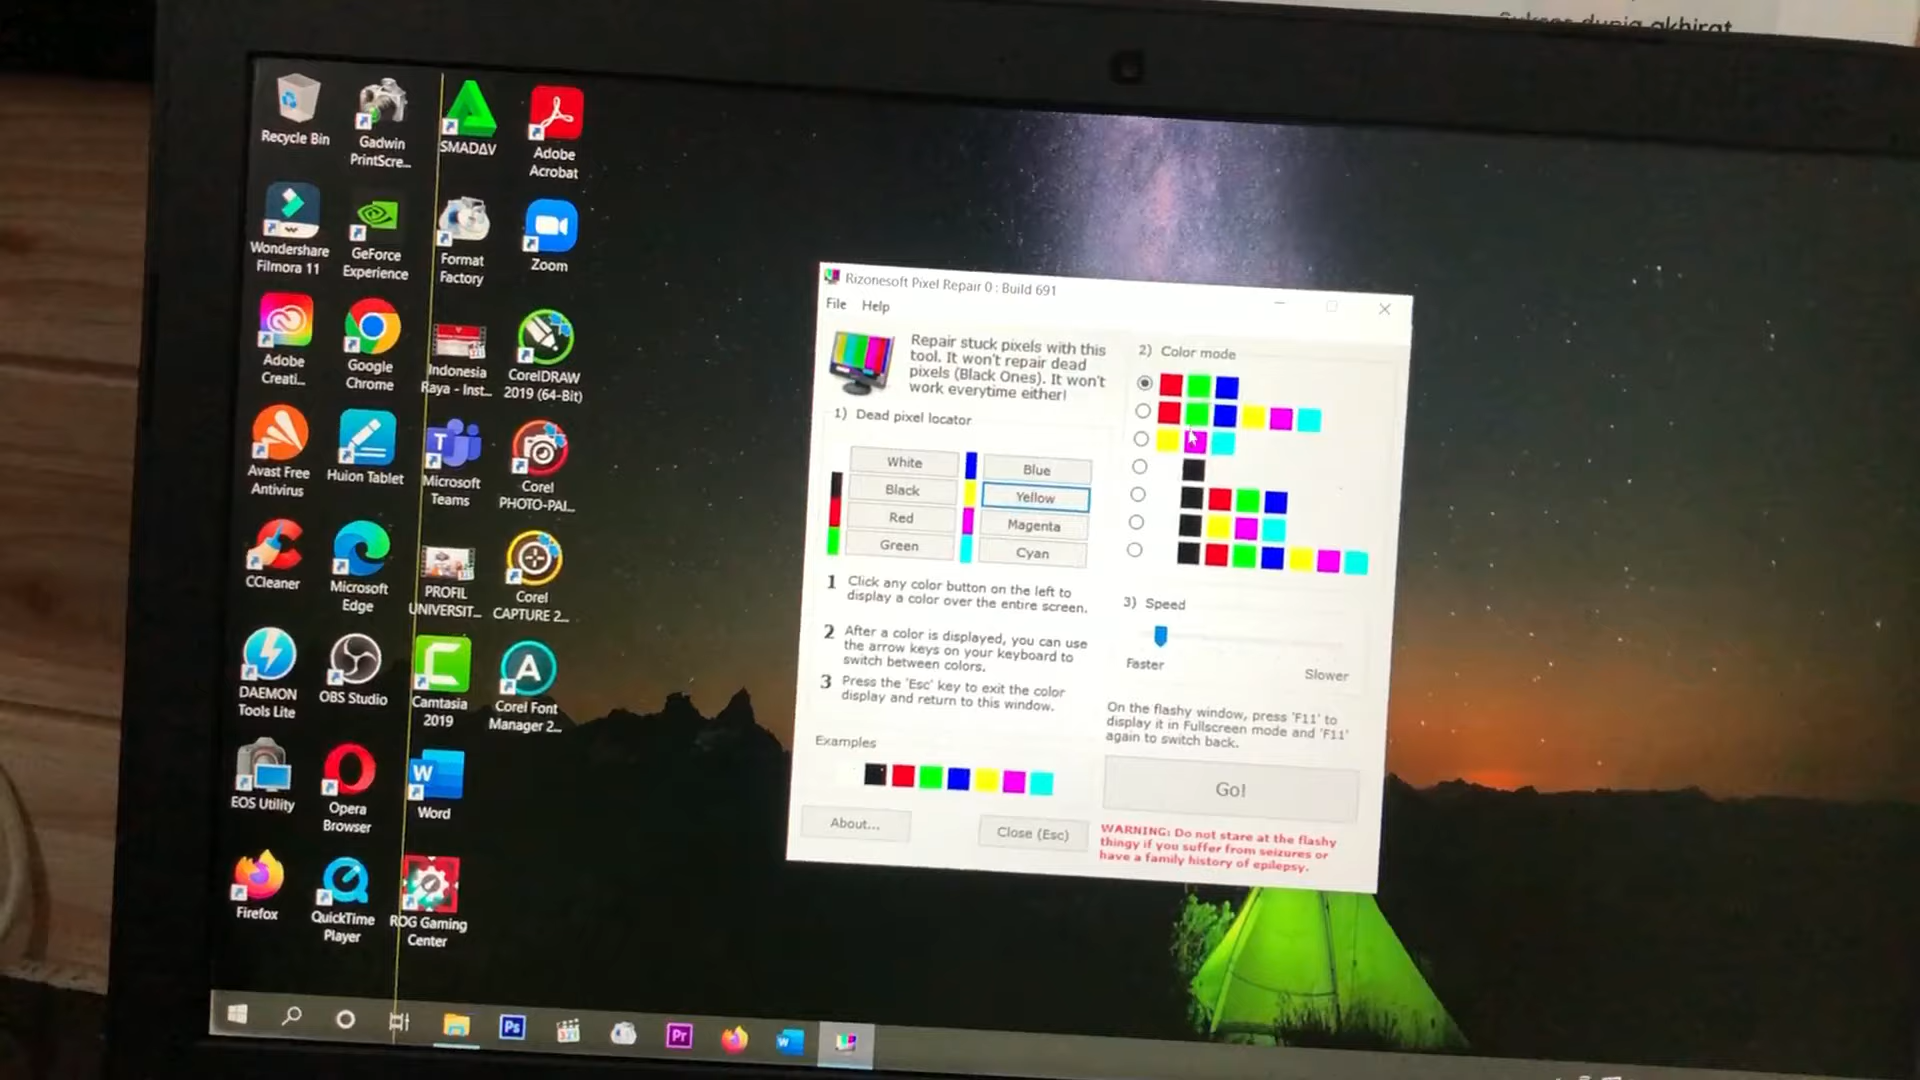 Sukses dunia akhirat
Recycle Bin
Gadwin
PrintScre...
SMADΔV
Adobe
Acrobat
Wondershare
Filmora 11
GeForce
Experience
Format
Factory
Zoom
Adobe
Creati...
Google
Chrome
Indonesia
Raya - Inst...
CorelDRAW
2019 (64-Bit)
Avast Free
Antivirus
Huion Tablet
Microsoft
Teams
Corel
PHOTO-PAI...
CCleaner
Microsoft
Edge
PROFIL
UNIVERSIT...
Corel
CAPTURE 2...
DAEMON
Tools Lite
OBS Studio
Camtasia
2019
Corel Font
Manager 2...
EOS Utility
Opera
Browser
Word
Firefox
QuickTime
Player
ROG Gaming
Center
Rizonesoft Pixel Repair 0 : Build 691
File Help
Repair stuck pixels with this
tool. It won't repair dead
pixels (Black Ones). It won't
work everytime either!
1) Dead pixel locator
White
Blue
Black
Yellow
Red
Magenta
Green
Cyan
1 Click any color button on the left to
display a color over the entire screen.
2 After a color is displayed, you can use
the arrow keys on your keyboard to
switch between colors.
3 Press the 'Esc' key to exit the color
display and return to this window.
Examples
About...
Close (Esc)
2) Color mode
3) Speed
Faster
Slower
On the flashy window, press 'F11' to
display it in Fullscreen mode and 'F11'
again to switch back.
Go!
WARNING: Do not stare at the flashy
thingy if you suffer from seizures or
have a family history of epilepsy.
Ps
321
Pr
W